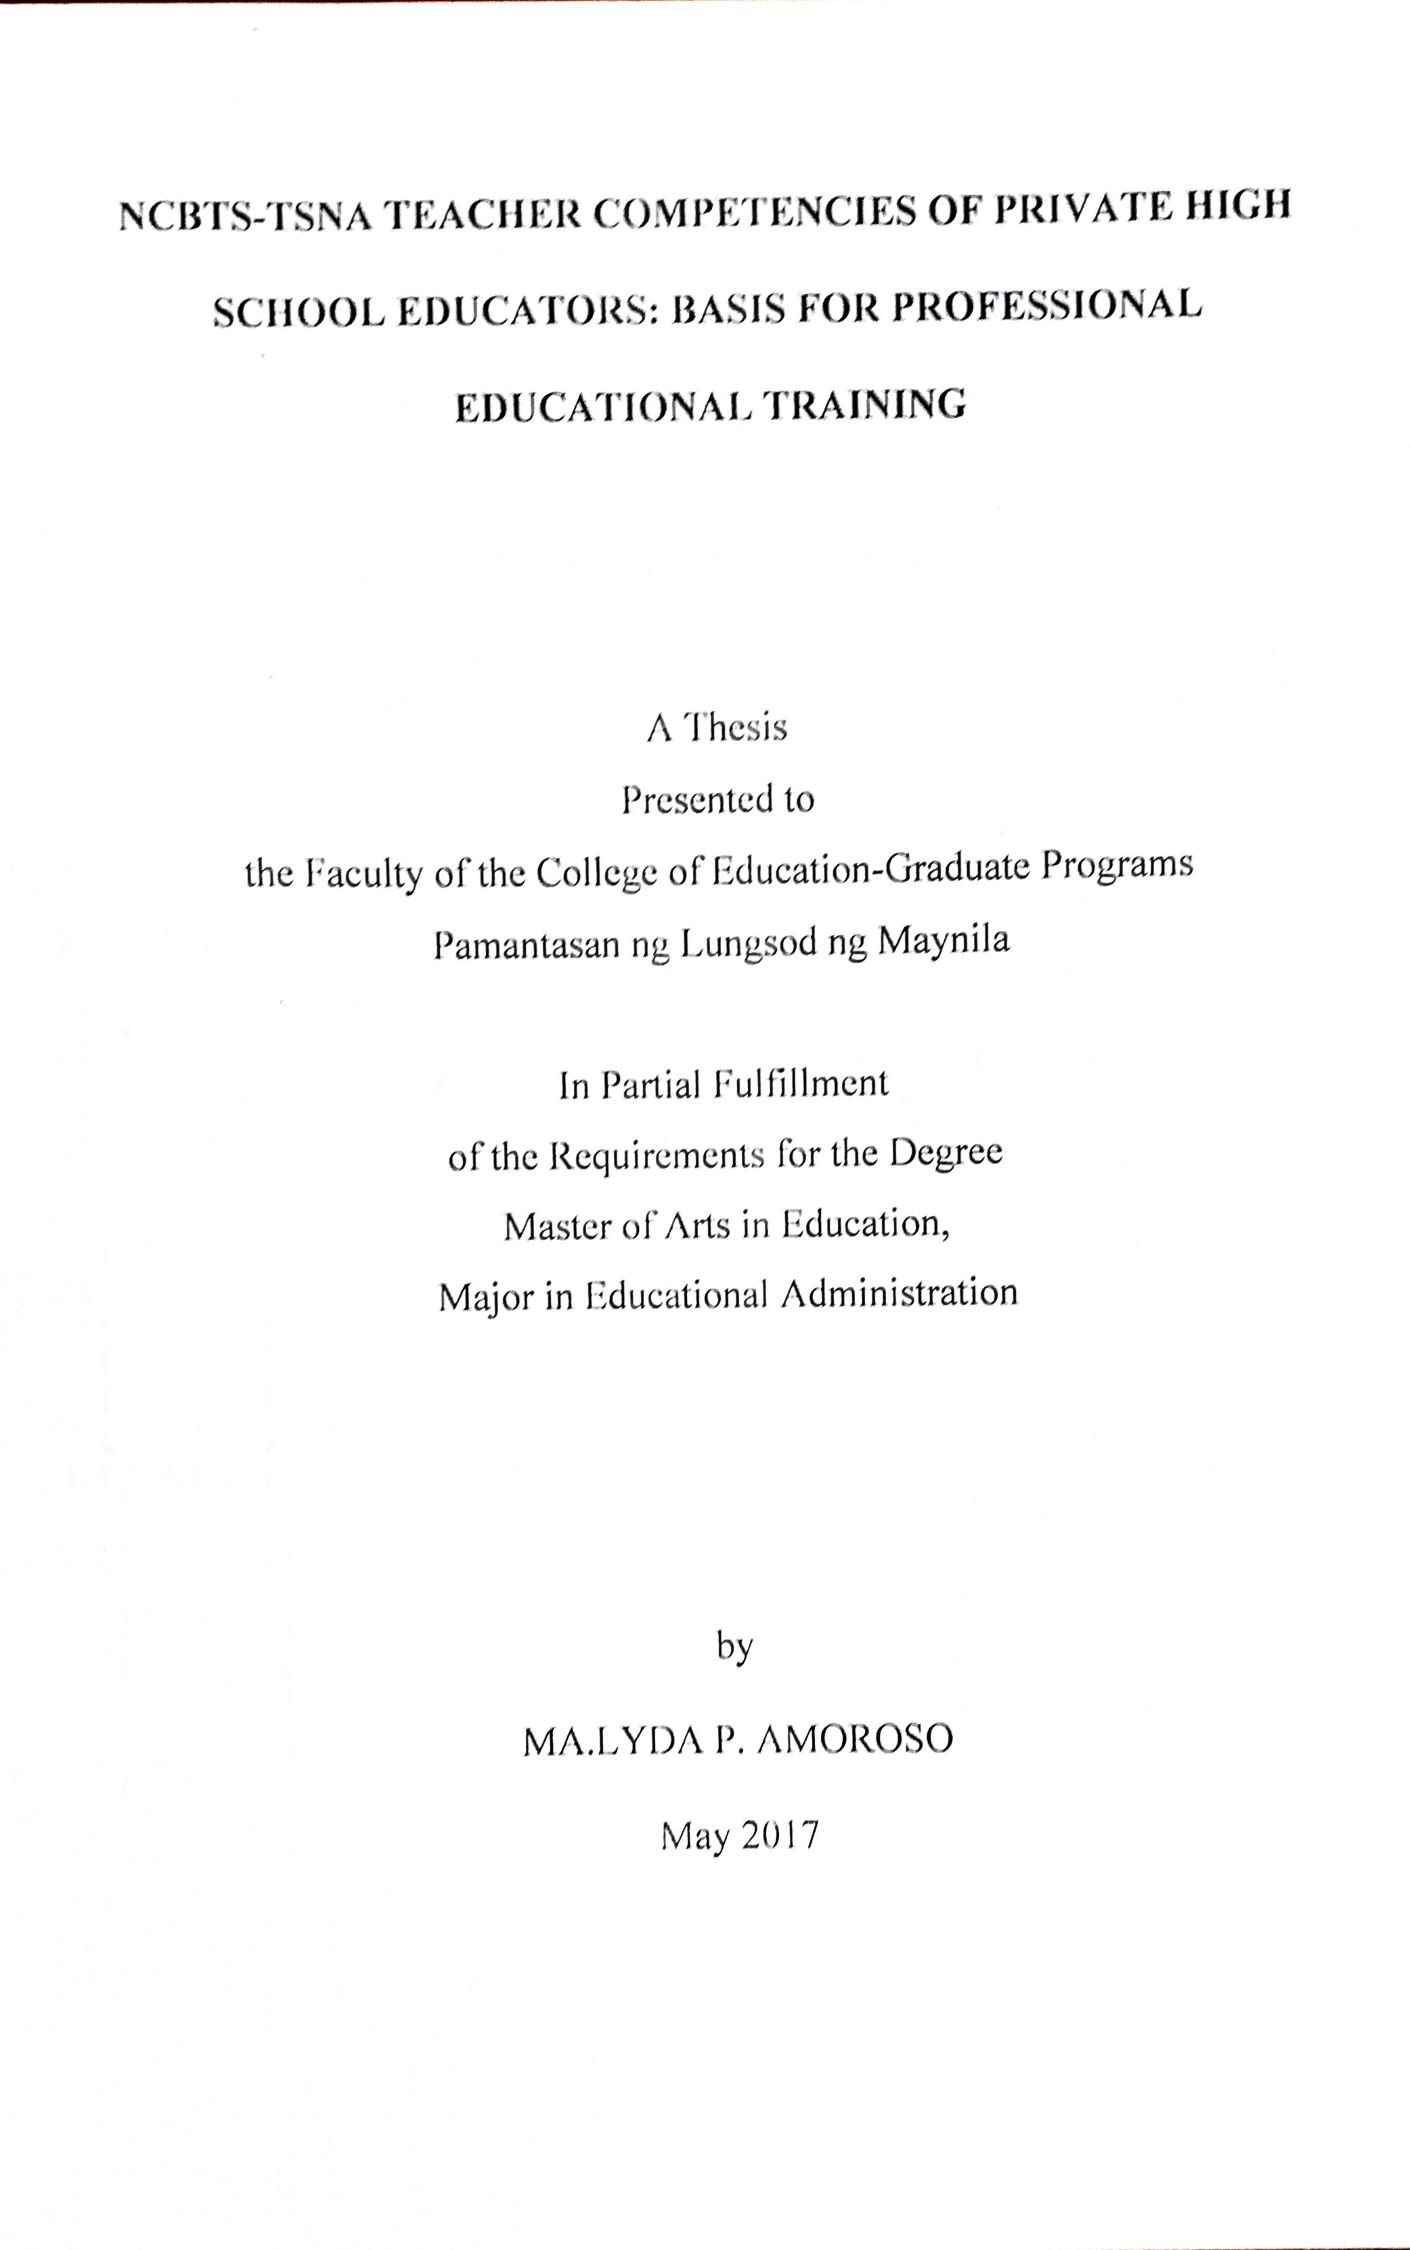 NCBTS-TSNA TEACHER COMPETENCIES OF PRIVATE HIGH
SCHOOL EDUCATORS: BASIS FOR PROFESSIONAL
EDUCATIONAL TRAINING
A Thesis
Presented to
the Faculty of the College of Education-Graduate Programs
Pamantasan ng Lungsod ng Maynila
In Partial Fulfillment
of the Requirements for the Degree
Master of Arts in Education,
Major in Educational Administration
by
MA.LYDA P. AMOROSO
May 2017